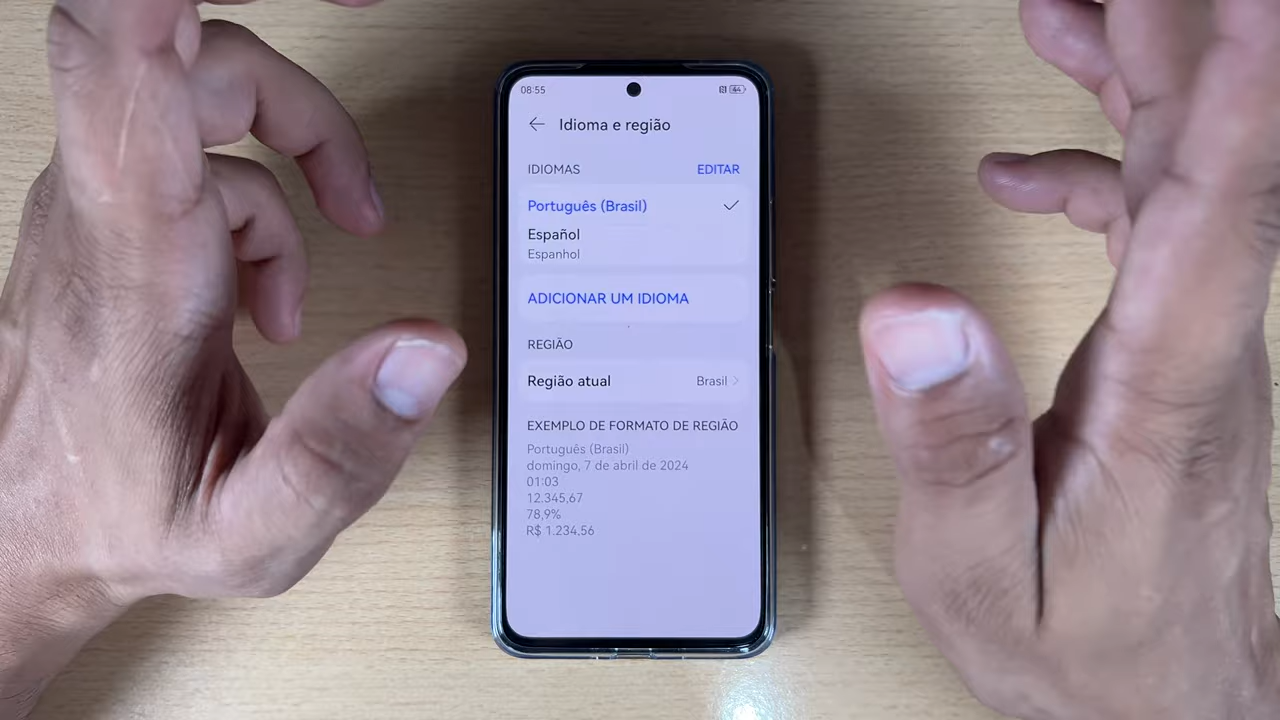 08:55
64
Idioma e região
IDIOMAS EDITAR
Português (Brasil)
Español
Espanhol
ADICIONAR UM IDIOMA
REGIÃO
Região atual Brasil
EXEMPLO DE FORMATO DE REGIÃO
Português (Brasil)
domingo, 7 de abril de 2024
01:03
12.345,67
78,9%
R$ 1.234,56